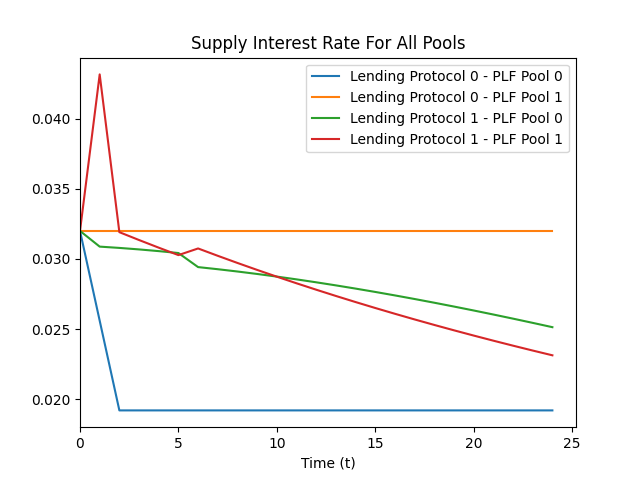 Supply Interest Rate For All Pools
Lending Protocol 0 - PLF Pool 0
Lending Protocol 0 - PLF Pool 1
Lending Protocol 1 - PLF Pool 0
Lending Protocol 1 - PLF Pool 1
0.040
0.035
0.030
0.025
0.020
0 5 10 15 20 25
Time (t)